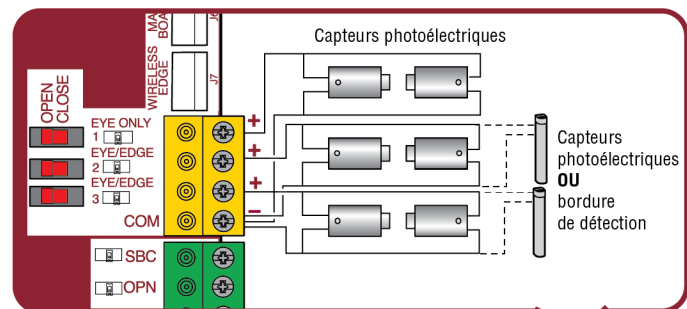 MA
BOA
J6
WIRELESS
EDGE
J7
Capteurs photoélectriques
OPEN
CLOSE
EYE ONLY
1
EYE/EDGE
2
EYE/EDGE
3
COM
+
+
+
–
Capteurs
photoélectriques
OU
bordure
de détection
SBC
OPN